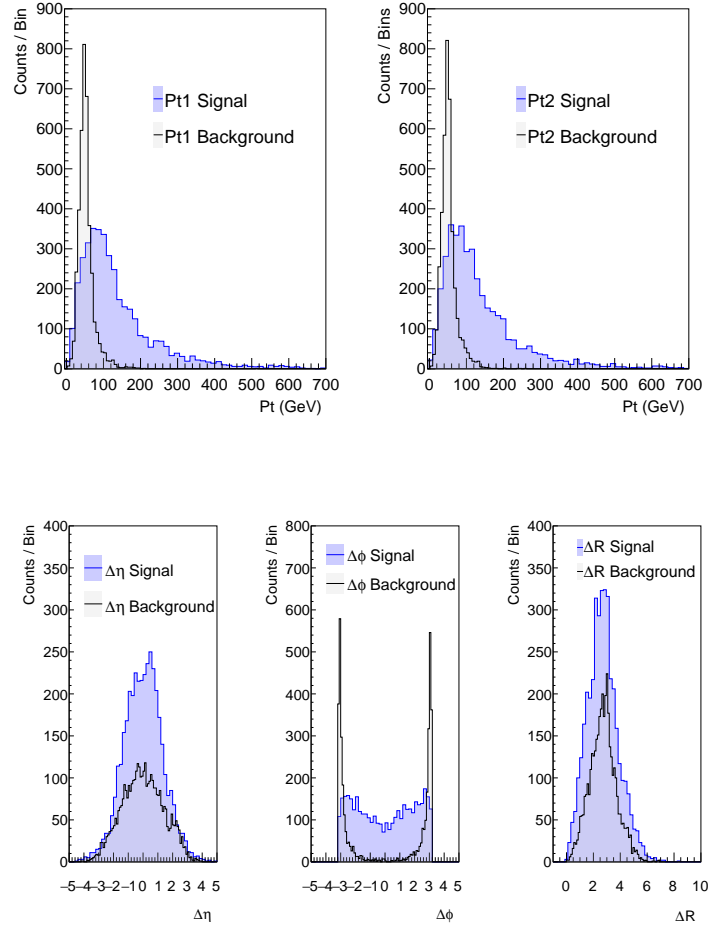 Counts / Bin
900
800
700
600
500
400
300
200
100
0
Pt1 Signal
Pt1 Background
0 100 200 300 400 500 600 700
Pt (GeV)
Counts / Bins
900
800
700
600
500
400
300
200
100
0
Pt2 Signal
Pt2 Background
0 100 200 300 400 500 600 700
Pt (GeV)
Counts / Bin
400
350
300
250
200
150
100
50
0
Δη Signal
Δη Background
−5 −4 −3 −2 −1 0 1 2 3 4 5
Δη
Counts / Bin
800
700
600
500
400
300
200
100
0
Δϕ Signal
Δϕ Background
−5 −4 −3 −2 −1 0 1 2 3 4 5
Δϕ
Counts / Bin
400
350
300
250
200
150
100
50
0
ΔR Signal
ΔR Background
0 2 4 6 8 10
ΔR